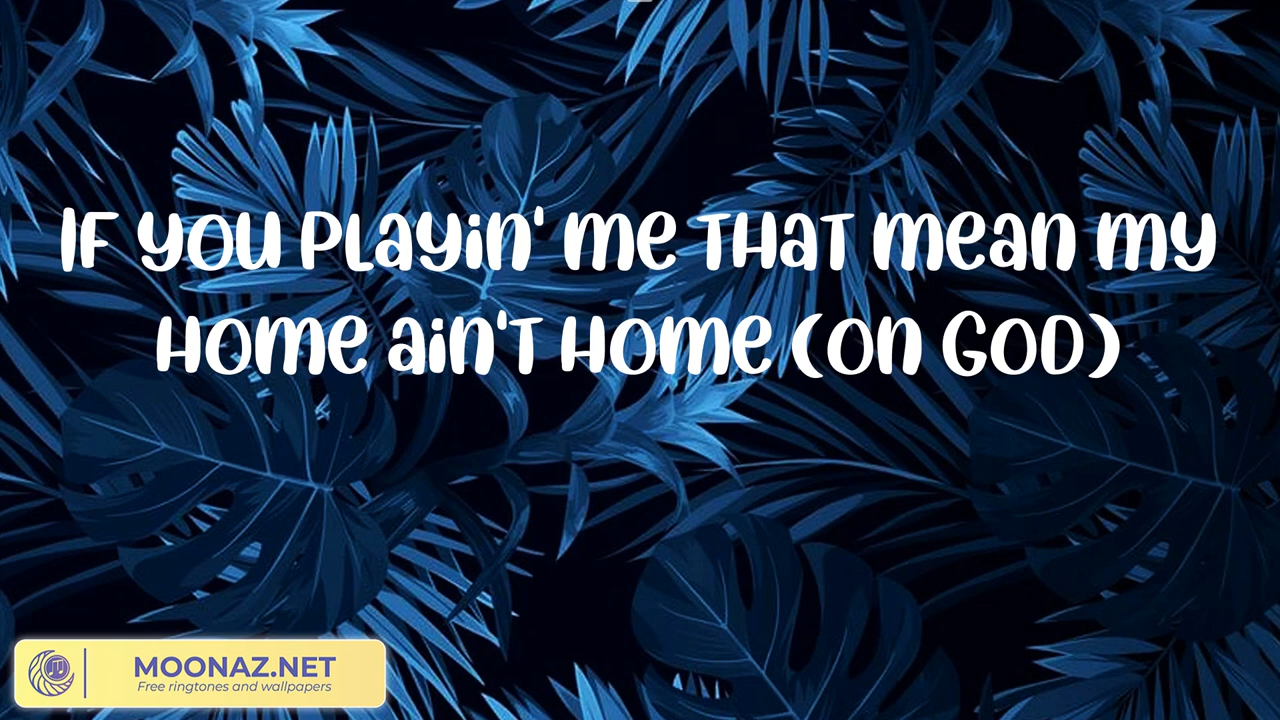 If you playin' me that mean my
home ain't home (on God)
MOONAZ.NET
Free ringtones and wallpapers